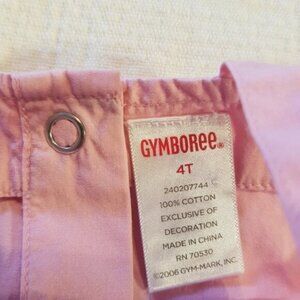 GYMBOREE®
4T
240207744
100% COTTON
EXCLUSIVE OF
DECORATION
MADE IN CHINA
RN 70530
©2006 GYM-MARK, INC.